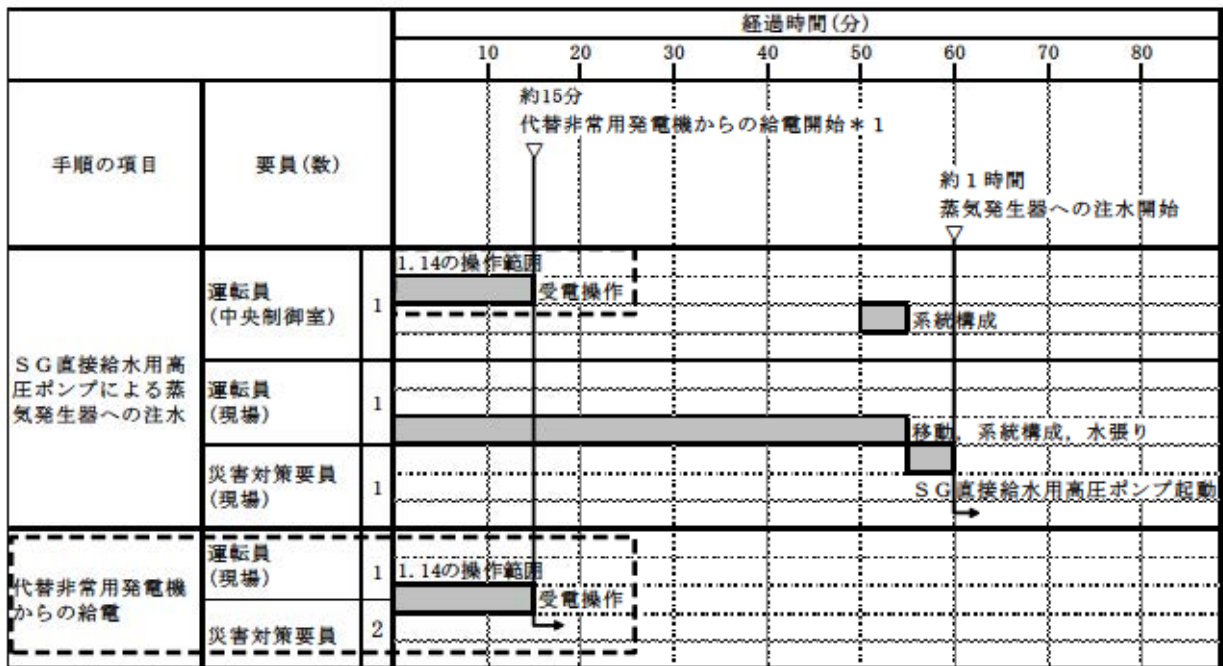 経過時間(分)
10 20 30 40 50 60 70 80
手順の項目
要員(数)
約15分
代替非常用発電機からの給電開始＊1
約1時間
蒸気発生器への注水開始
SG直接給水用高
圧ポンプによる蒸
気発生器への注水
運転員
(中央制御室)
1
1.14の操作範囲
受電操作
系統構成
運転員
(現場)
1
移動，系統構成，水張り
災害対策要員
(現場)
1
SG直接給水用高圧ポンプ起動
代替非常用発電機
からの給電
運転員
(現場)
1
1.14の操作範囲
受電操作
災害対策要員
2